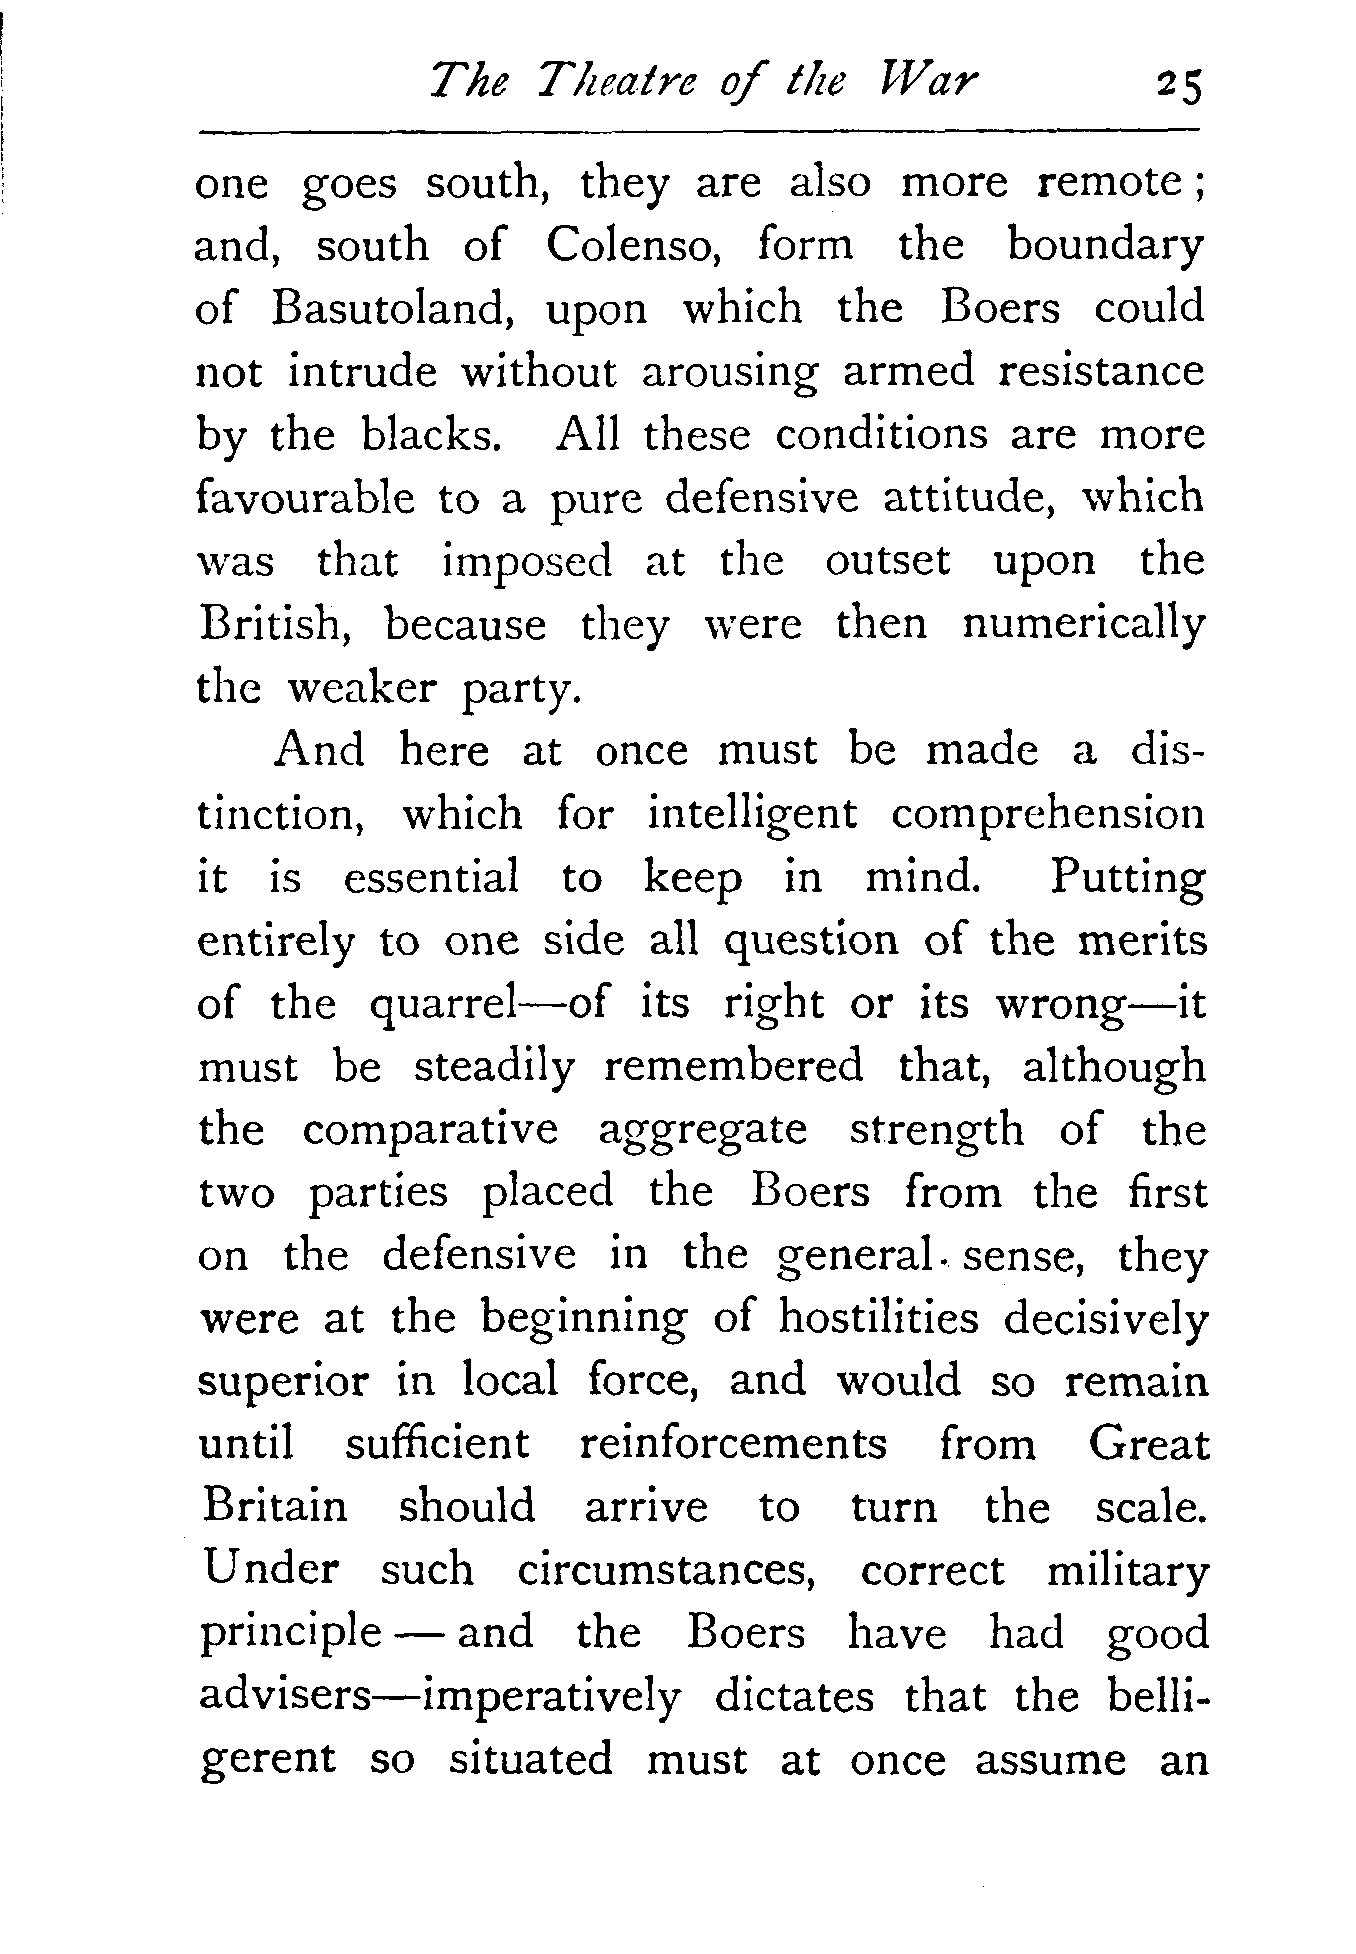 The Theatre of the War 25
one goes south, they are also more remote ;
and, south of Colenso, form the boundary
of Basutoland, upon which the Boers could
not intrude without arousing armed resistance
by the blacks. All these conditions are more
favourable to a pure defensive attitude, which
was that imposed at the outset upon the
British, because they were then numerically
the weaker party.
And here at once must be made a dis-
tinction, which for intelligent comprehension
it is essential to keep in mind. Putting
entirely to one side all question of the merits
of the quarrel—of its right or its wrong—it
must be steadily remembered that, although
the comparative aggregate strength of the
two parties placed the Boers from the first
on the defensive in the general sense, they
were at the beginning of hostilities decisively
superior in local force, and would so remain
until sufficient reinforcements from Great
Britain should arrive to turn the scale.
Under such circumstances, correct military
principle — and the Boers have had good
advisers—imperatively dictates that the belli-
gerent so situated must at once assume an